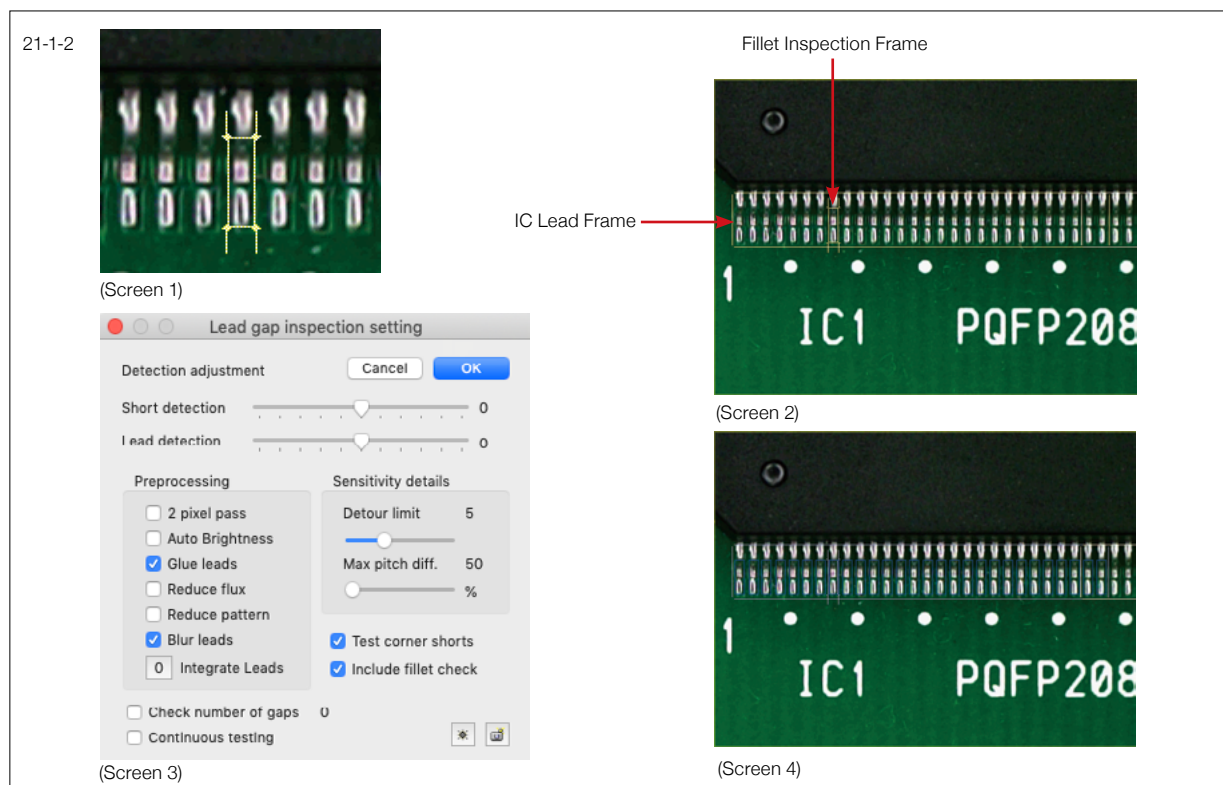 21-1-2
(Screen 1)
Lead gap inspection setting
Detection adjustment
Cancel
OK
Short detection
0
Lead detection
0
Preprocessing
2 pixel pass
Auto Brightness
Glue leads
Reduce flux
Reduce pattern
Blur leads
0 Integrate Leads
Sensitivity details
Detour limit 5
Max pitch diff. 50
%
Test corner shorts
Include fillet check
Check number of gaps 0
Continuous testing
(Screen 3)
Fillet Inspection Frame
IC Lead Frame
1
IC1 PQFP208
(Screen 2)
1
IC1 PQFP208
(Screen 4)